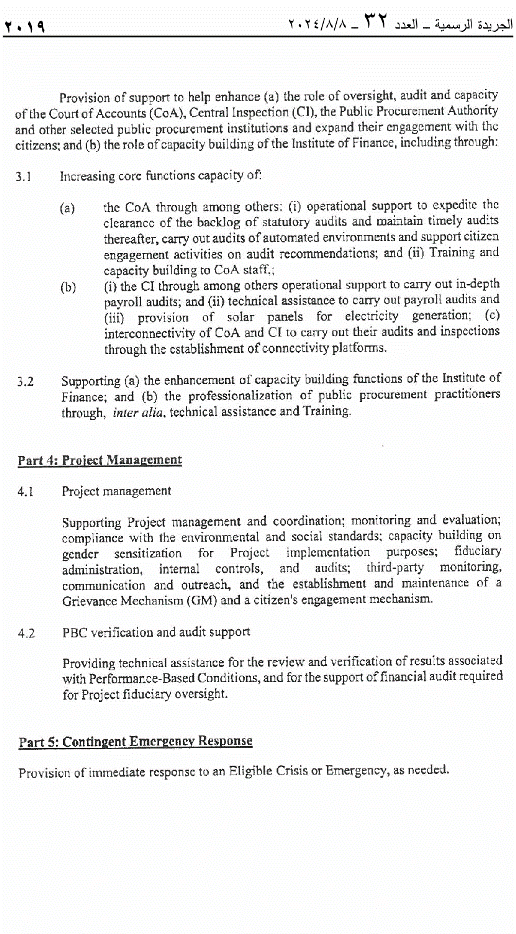 الجريدة الرسمية – العدد ٣٢ – ٢٠٢٤/٨/٨ ٢٠١٩
Provision of support to help enhance (a) the role of oversight, audit and capacity
of the Court of Accounts (CoA), Central Inspection (CI), the Public Procurement Authority
and other selected public procurement institutions and expand their engagement with the
citizens; and (b) the role of capacity building of the Institute of Finance, including through:
3.1 Increasing core functions capacity of:
(a) the CoA through among others: (i) operational support to expedite the
clearance of the backlog of statutory audits and maintain timely audits
thereafter, carry out audits of automated environments and support citizen
engagement activities on audit recommendations; and (ii) Training and
capacity building to CoA staff,;
(b) (i) the CI through among others operational support to carry out in-depth
payroll audits; and (ii) technical assistance to carry out payroll audits and
(iii) provision of solar panels for electricity generation; (c)
interconnectivity of CoA and CI to carry out their audits and inspections
through the establishment of connectivity platforms.
3.2 Supporting (a) the enhancement of capacity building functions of the Institute of
Finance; and (b) the professionalization of public procurement practitioners
through, inter alia, technical assistance and Training.
Part 4: Project Management
4.1 Project management
Supporting Project management and coordination; monitoring and evaluation;
compliance with the environmental and social standards; capacity building on
gender sensitization for Project implementation purposes; fiduciary
administration, internal controls, and audits; third-party monitoring,
communication and outreach, and the establishment and maintenance of a
Grievance Mechanism (GM) and a citizen's engagement mechanism.
4.2 PBC verification and audit support
Providing technical assistance for the review and verification of results associated
with Performance-Based Conditions, and for the support of financial audit required
for Project fiduciary oversight.
Part 5: Contingent Emergency Response
Provision of immediate response to an Eligible Crisis or Emergency, as needed.